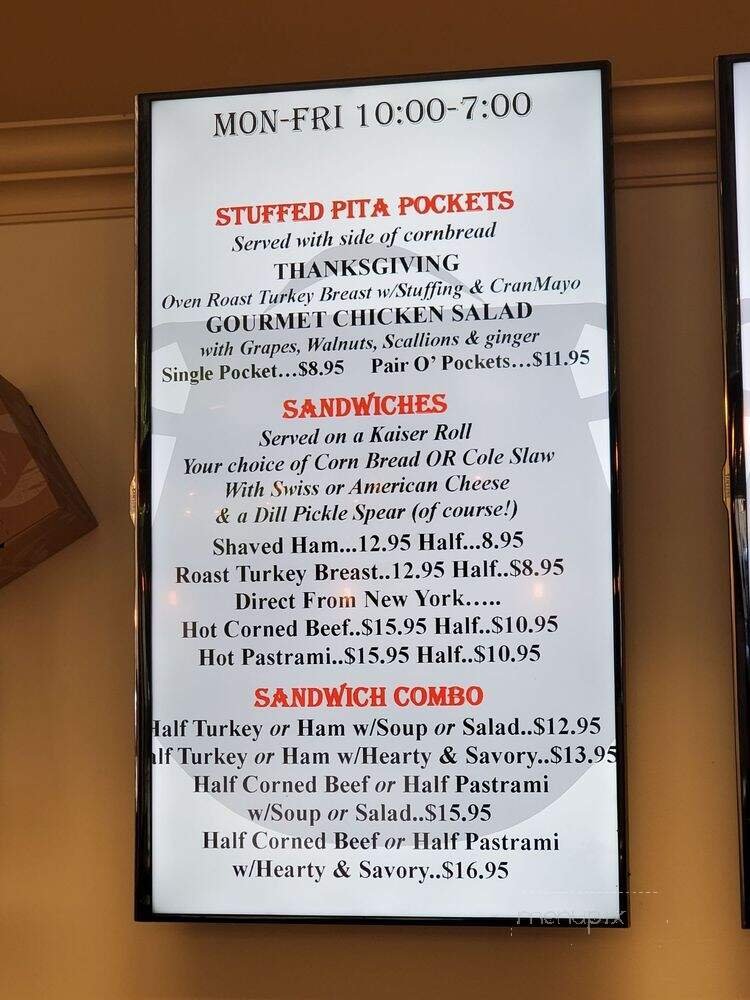 MON-FRI 10:00-7:00
STUFFED PITA POCKETS
Served with side of cornbread
THANKSGIVING
Oven Roast Turkey Breast w/Stuffing & CranMayo
GOURMET CHICKEN SALAD
with Grapes, Walnuts, Scallions & ginger
Single Pocket...$8.95 Pair O' Pockets...$11.95
SANDWICHES
Served on a Kaiser Roll
Your choice of Corn Bread OR Cole Slaw
With Swiss or American Cheese
& a Dill Pickle Spear (of course!)
Shaved Ham...12.95 Half...8.95
Roast Turkey Breast..12.95 Half..$8.95
Direct From New York.....
Hot Corned Beef..$15.95 Half..$10.95
Hot Pastrami..$15.95 Half..$10.95
SANDWICH COMBO
Half Turkey or Ham w/Soup or Salad..$12.95
alf Turkey or Ham w/Hearty & Savory..$13.95
Half Corned Beef or Half Pastrami
w/Soup or Salad..$15.95
Half Corned Beef or Half Pastrami
w/Hearty & Savory..$16.95
menupix